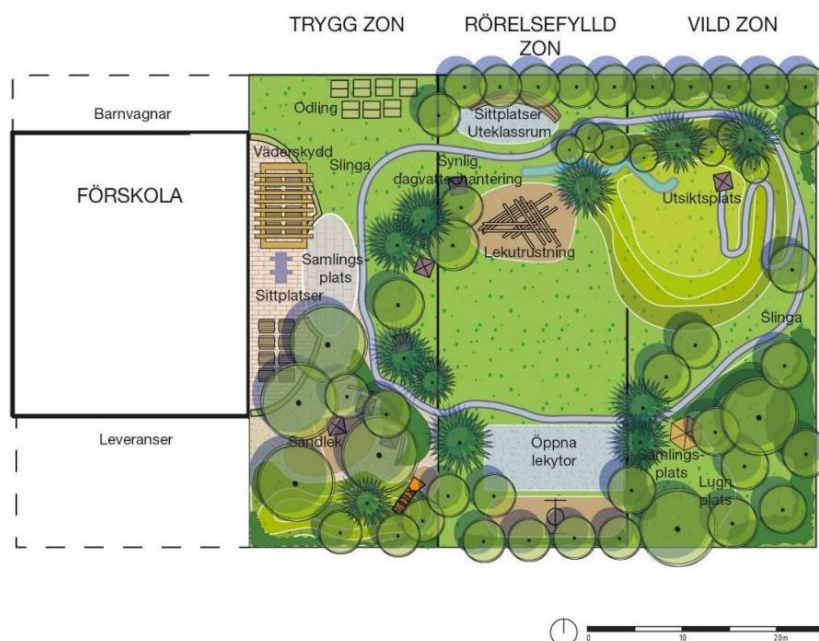 TRYGG ZON
RÖRELSEFYLLD
ZON
VILD ZON
Barnvagnar
FÖRSKOLA
Leveranser
Odling
Väderskydd
Slinga
Samlings-
plats
Sittplatser
Sandlek
Sittplatser
Uteklassrum
Synlig
dagvattenhantering
Lekutrustning
Öppna
lekytor
Utsiktsplats
Slinga
Samlings-
plats
Lugn
plats
0
10
20m